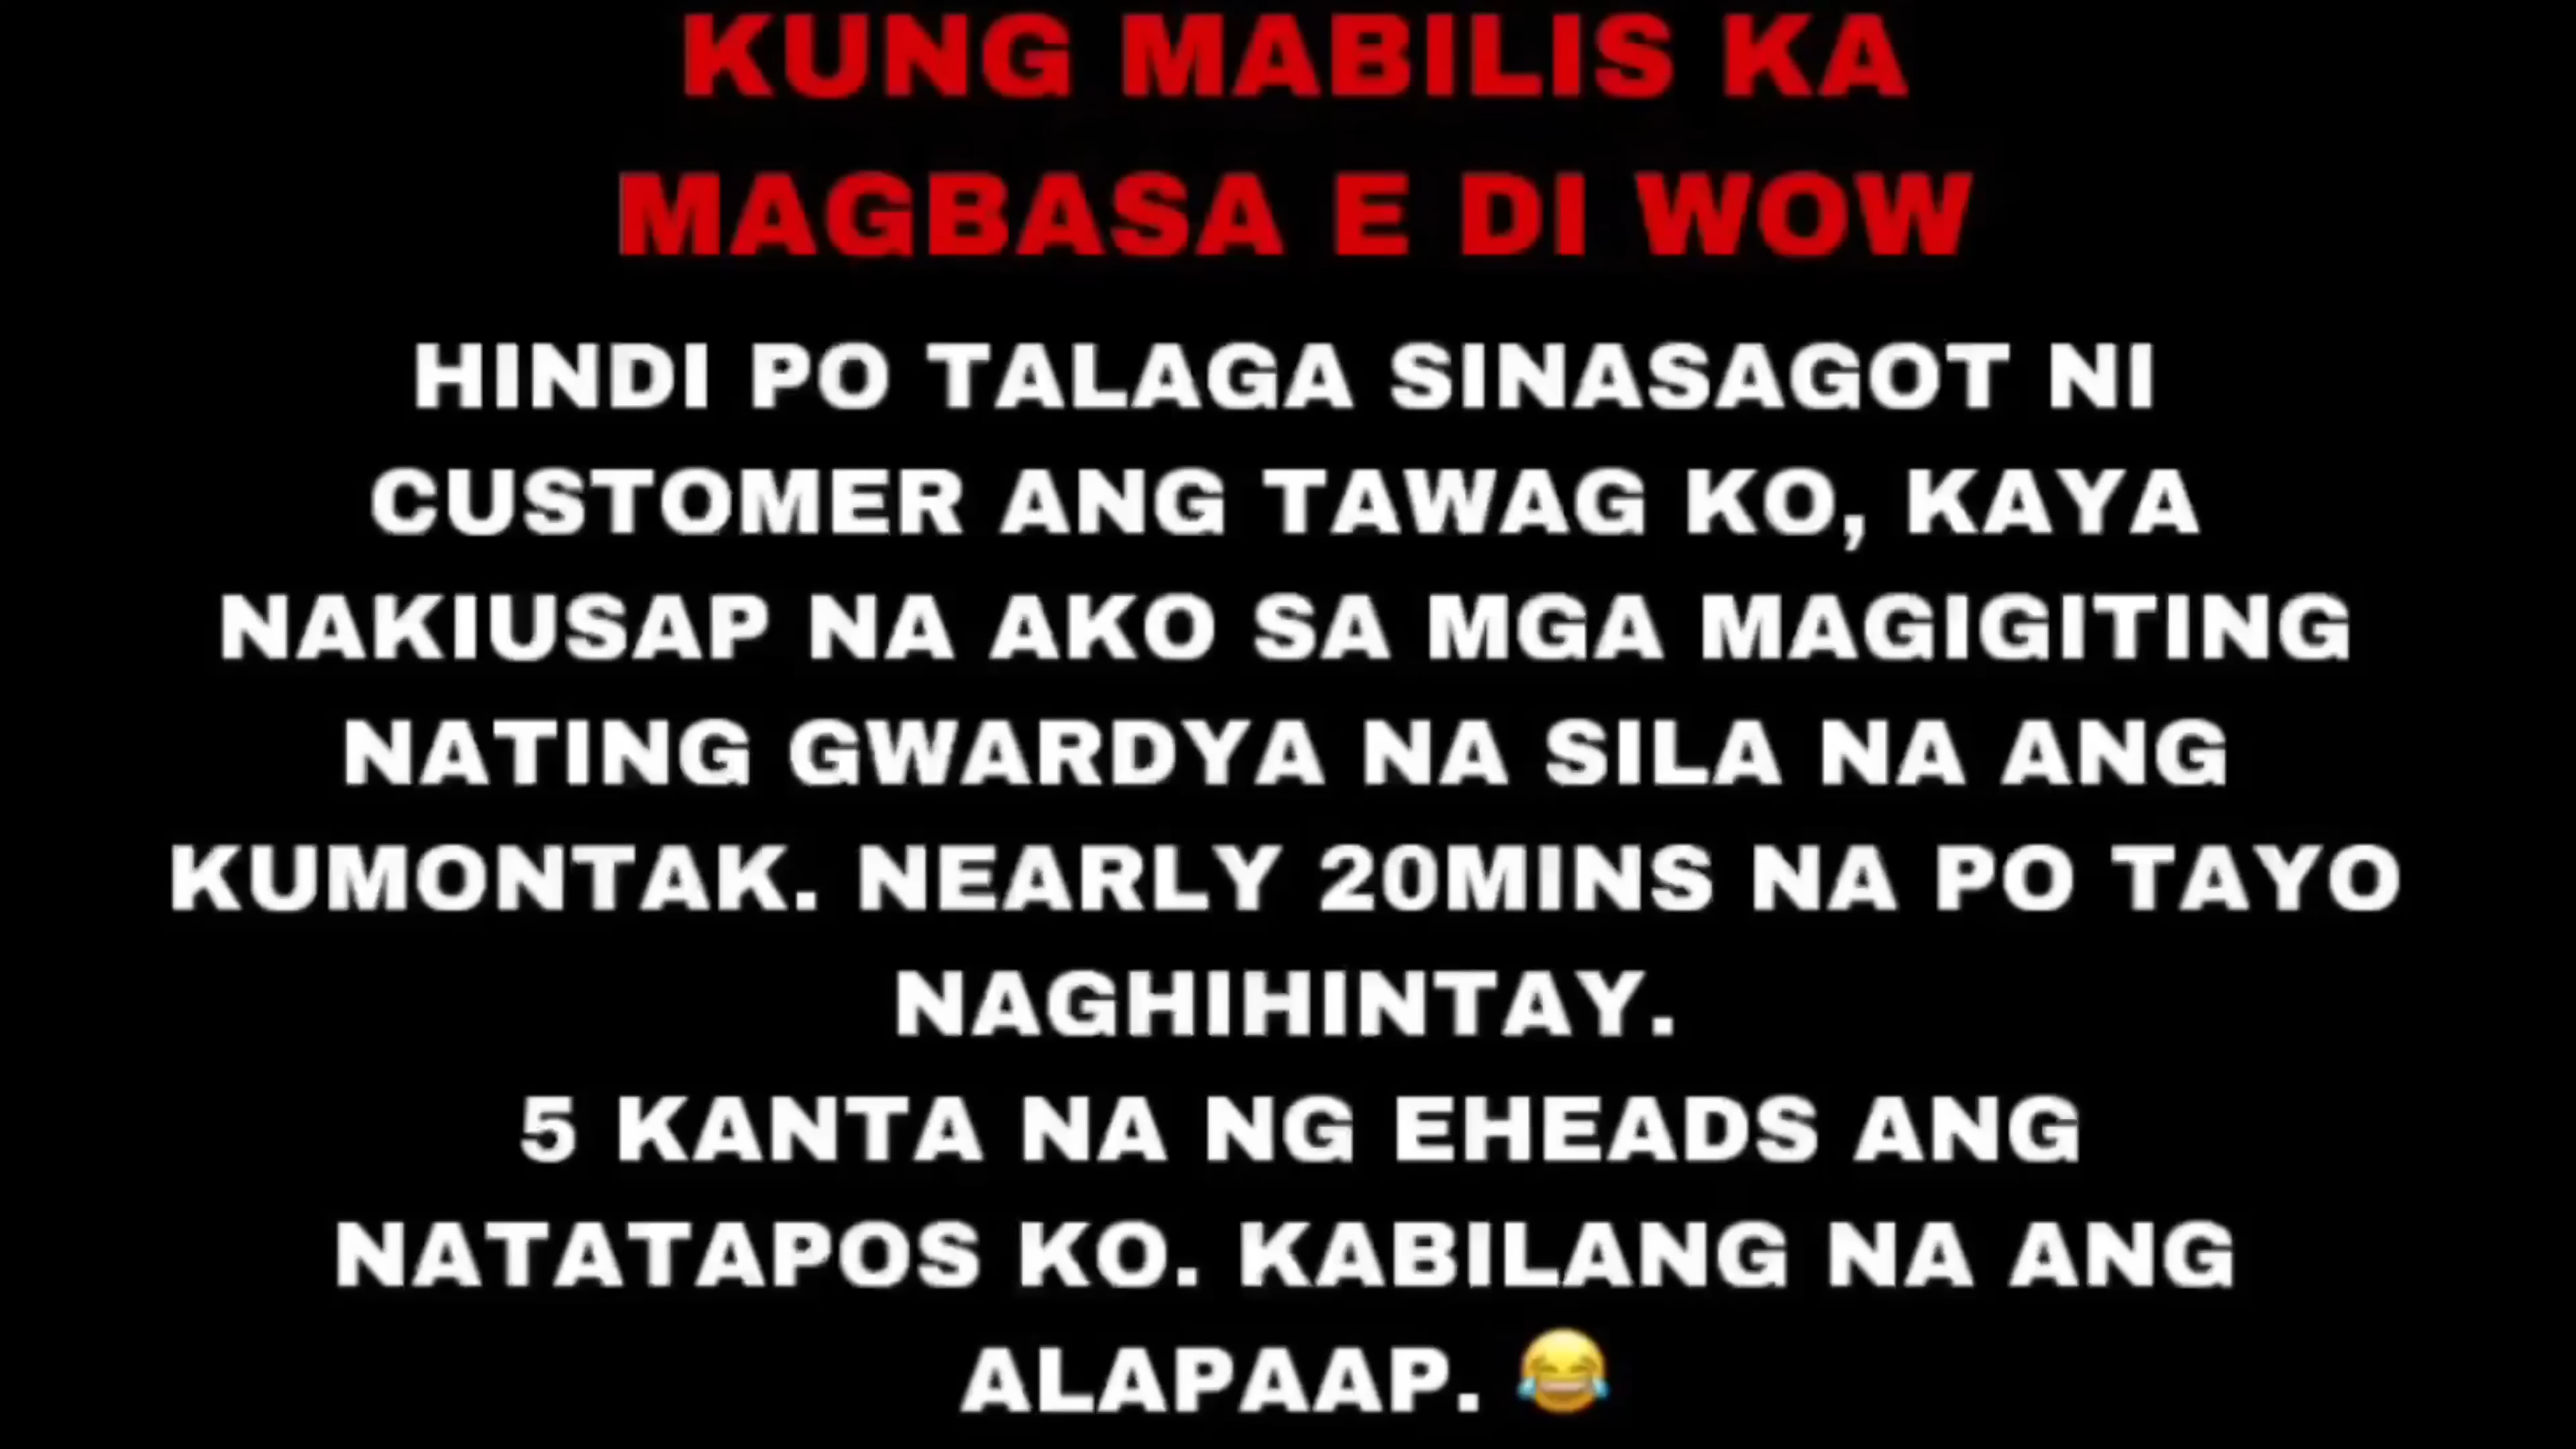 KUNG MABILIS KA
MAGBASA E DI WOW
HINDI PO TALAGA SINASAGOT NI
CUSTOMER ANG TAWAG KO, KAYA
NAKIUSAP NA AKO SA MGA MAGIGITING
NATING GWARDYA NA SILA NA ANG
KUMONTAK. NEARLY 20MINS NA PO TAYO
NAGHIHINTAY.
5 KANTA NA NG EHEADS ANG
NATATAPOS KO. KABILANG NA ANG
ALAPAAP. 😂